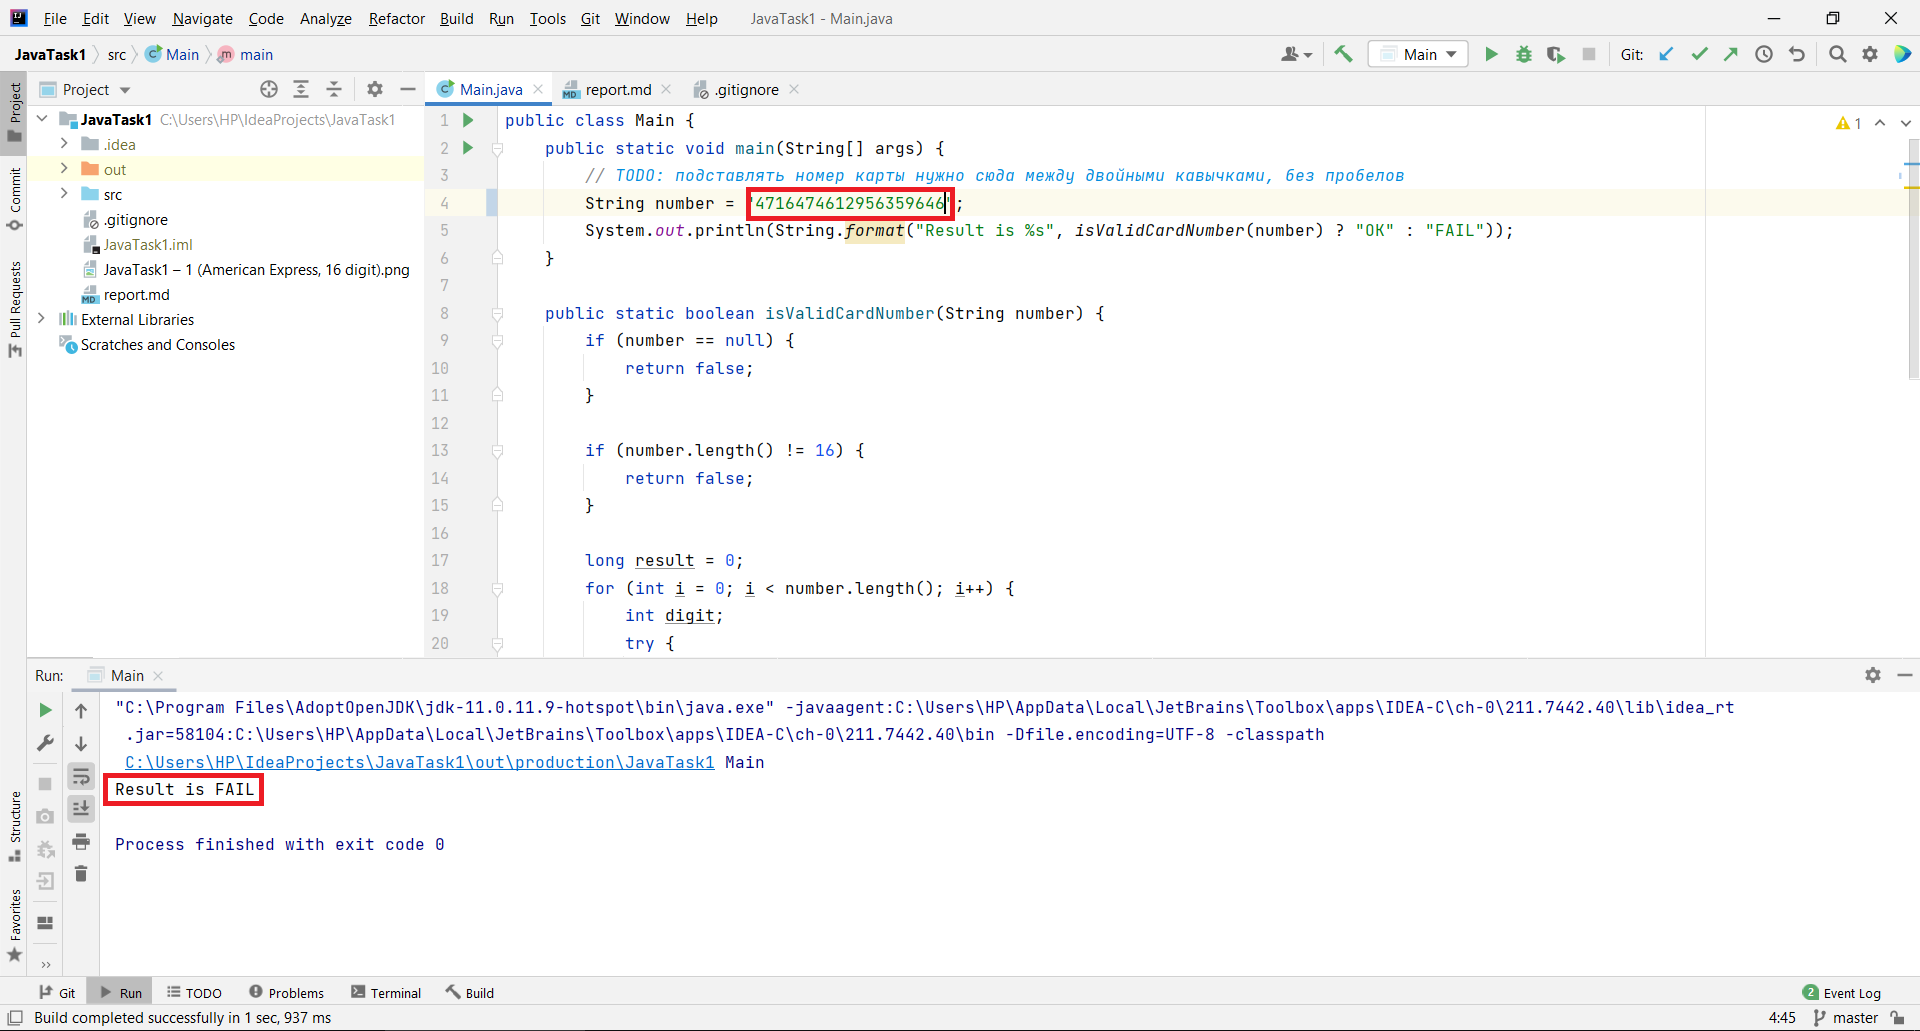 File Edit View Navigate Code Analyze Refactor Build Run Tools Git Window Help JavaTask1 - Main.java
JavaTask1 src Main main
Main Git:
Project
Main.java report.md .gitignore
JavaTask1 C:\Users\HP\IdeaProjects\JavaTask1
.idea
out
src
.gitignore
JavaTask1.iml
JavaTask1 – 1 (American Express, 16 digit).png
report.md
External Libraries
Scratches and Consoles
Project
Commit
Pull Requests
Structure
Favorites
1 public class Main {
2 public static void main(String[] args) {
3 // TODO: подставлять номер карты нужно сюда между двойными кавычками, без пробелов
4 String number = "4716474612956359646";
5 System.out.println(String.format("Result is %s", isValidCardNumber(number) ? "OK" : "FAIL"));
6 }
7
8 public static boolean isValidCardNumber(String number) {
9 if (number == null) {
10 return false;
11 }
12
13 if (number.length() != 16) {
14 return false;
15 }
16
17 long result = 0;
18 for (int i = 0; i < number.length(); i++) {
19 int digit;
20 try {
1
Run: Main
"C:\Program Files\AdoptOpenJDK\jdk-11.0.11.9-hotspot\bin\java.exe" -javaagent:C:\Users\HP\AppData\Local\JetBrains\Toolbox\apps\IDEA-C\ch-0\211.7442.40\lib\idea_rt
.jar=58104:C:\Users\HP\AppData\Local\JetBrains\Toolbox\apps\IDEA-C\ch-0\211.7442.40\bin -Dfile.encoding=UTF-8 -classpath
C:\Users\HP\IdeaProjects\JavaTask1\out\production\JavaTask1 Main
Result is FAIL
Process finished with exit code 0
Git Run TODO Problems Terminal Build 2 Event Log
Build completed successfully in 1 sec, 937 ms 4:45 master